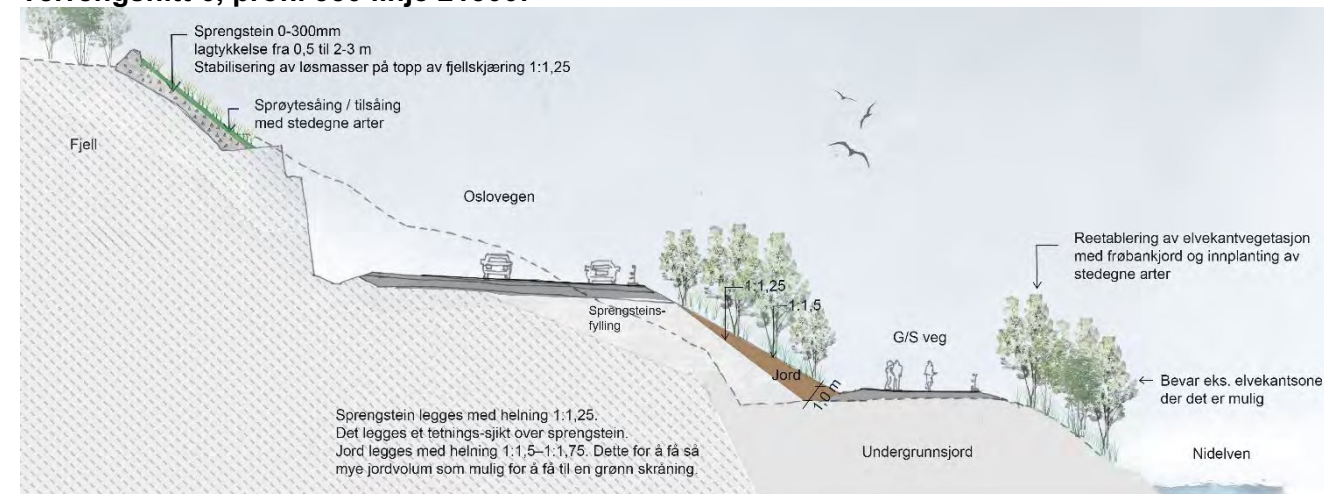 Sprengstein 0-300mm
lagtykkelse fra 0,5 til 2-3 m
Stabilisering av løsmasser på topp av fjellskjæring 1:1,25
Sprøytesåing / tilsåing
med stedegne arter
Fjell
Oslovegen
Sprengsteins-
fylling
1:1,25
1:1,5
Jord
1,0 m
G/S veg
Reetablering av elvekantvegetasjon
med frøbankjord og innplanting av
stedegne arter
Bevar eks. elvekantsone
der det er mulig
Sprengstein legges med helning 1:1,25.
Det legges et tetnings-sjikt over sprengstein.
Jord legges med helning 1:1,5–1:1,75. Dette for å få så
mye jordvolum som mulig for å få til en grønn skråning.
Undergrunnsjord
Nidelven